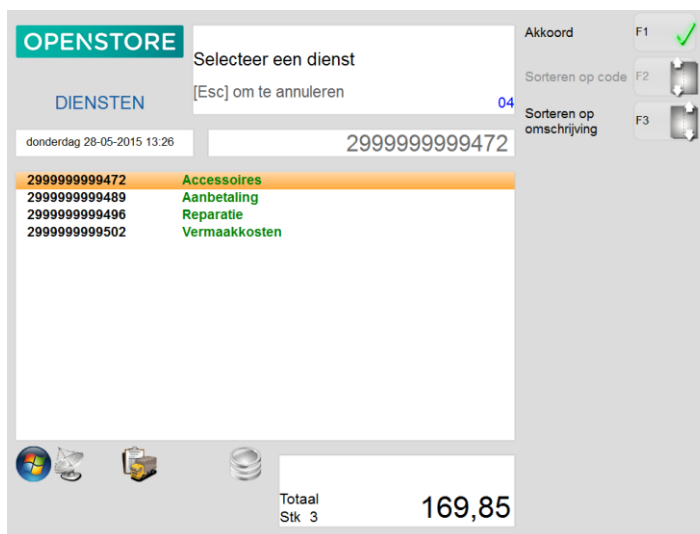 OPENSTORE
DIENSTEN
Selecteer een dienst
[Esc] om te annuleren
04
donderdag 28-05-2015 13:26
2999999999472
2999999999472 Accessoires
2999999999489 Aanbetaling
2999999999496 Reparatie
2999999999502 Vermaakkosten
Totaal
Stk 3
169,85
Akkoord F1
Sorteren op code F2
Sorteren op
omschrijving F3